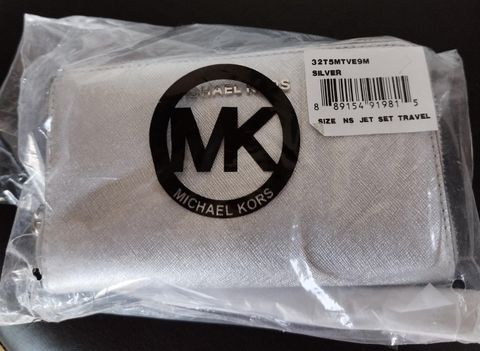 32T5MTVE9M
SILVER
8 89154 91981 5
SIZE NS JET SET TRAVEL
MICHAEL KORS
MK
MICHAEL KORS